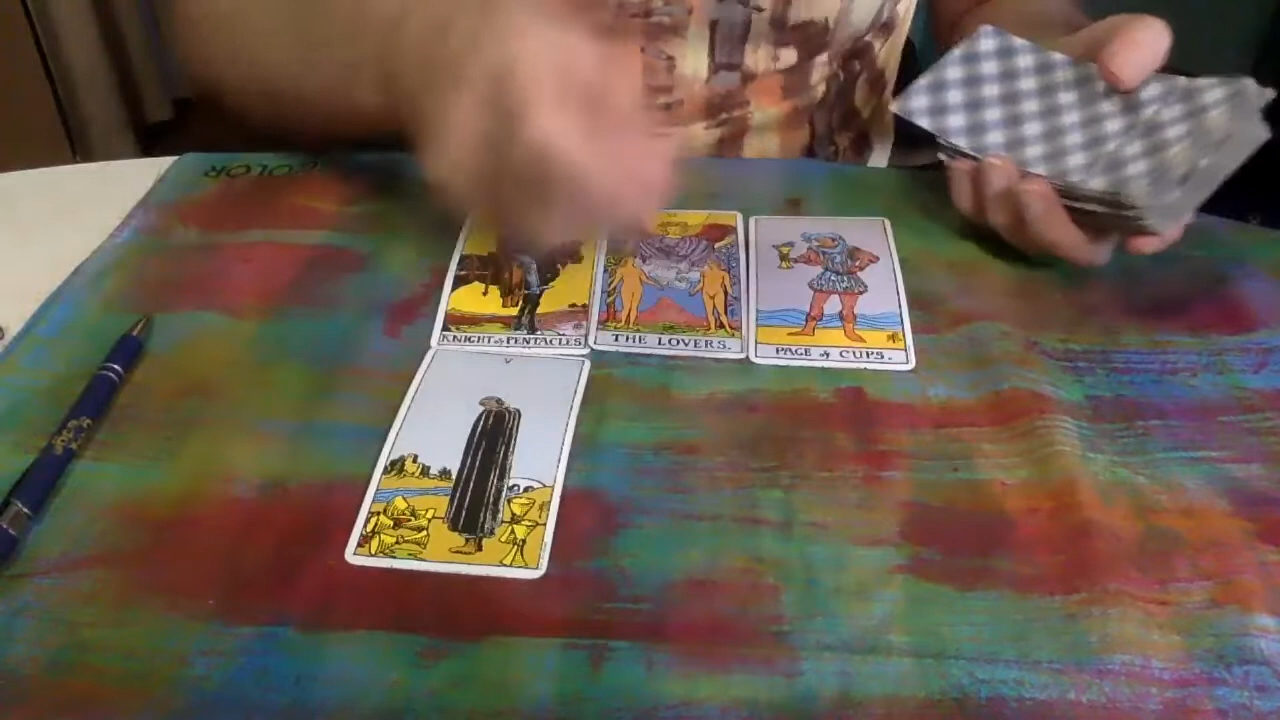 COLOR
KNIGHT of PENTACLES
THE LOVERS.
PAGE of CUPS.
V